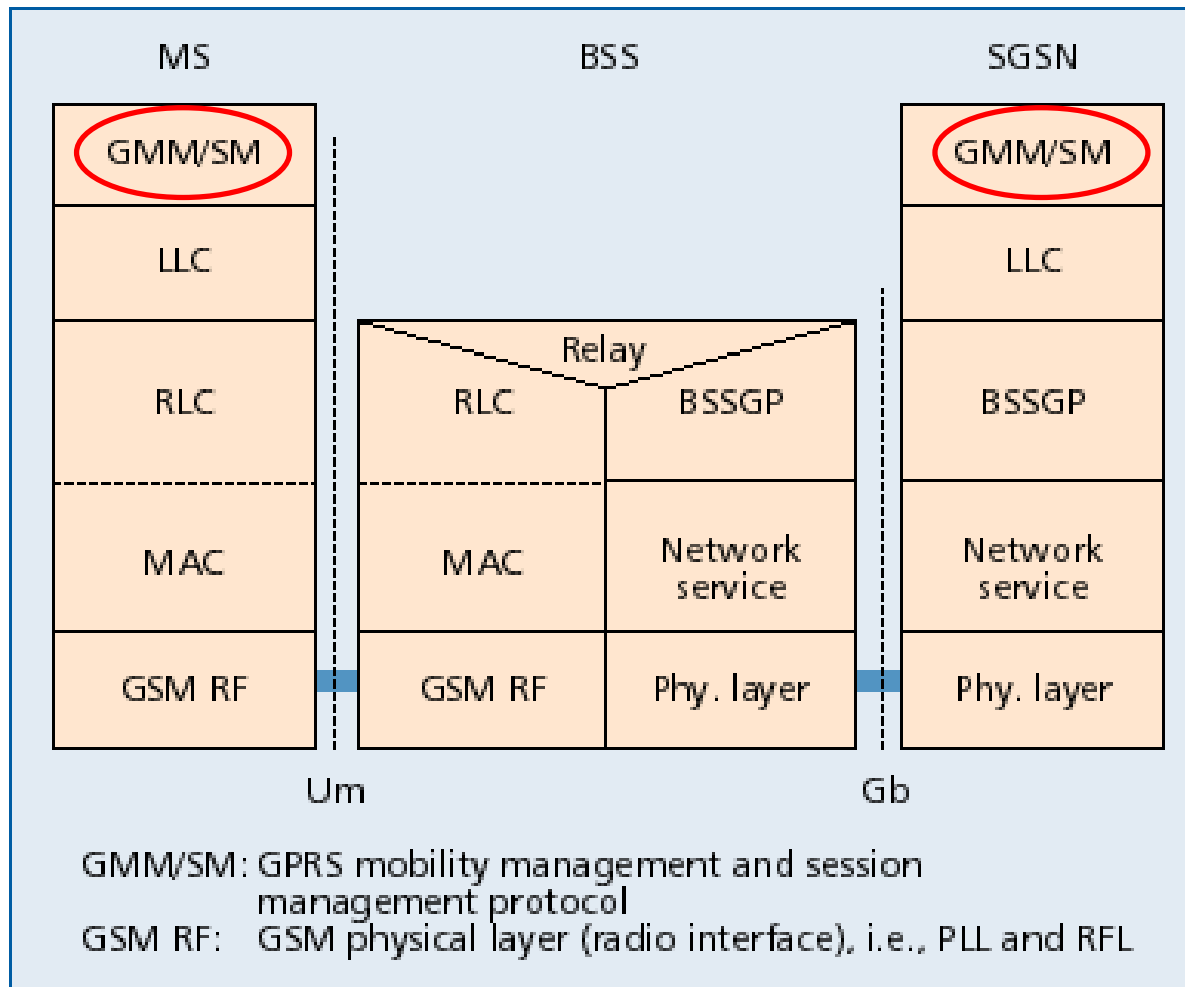 MS BSS SGSN
GMM/SM GMM/SM
LLC LLC
Relay
RLC RLC BSSGP BSSGP
MAC MAC Network service Network service
GSM RF GSM RF Phy. layer Phy. layer
Um Gb
GMM/SM: GPRS mobility management and session
management protocol
GSM RF: GSM physical layer (radio interface), i.e., PLL and RFL